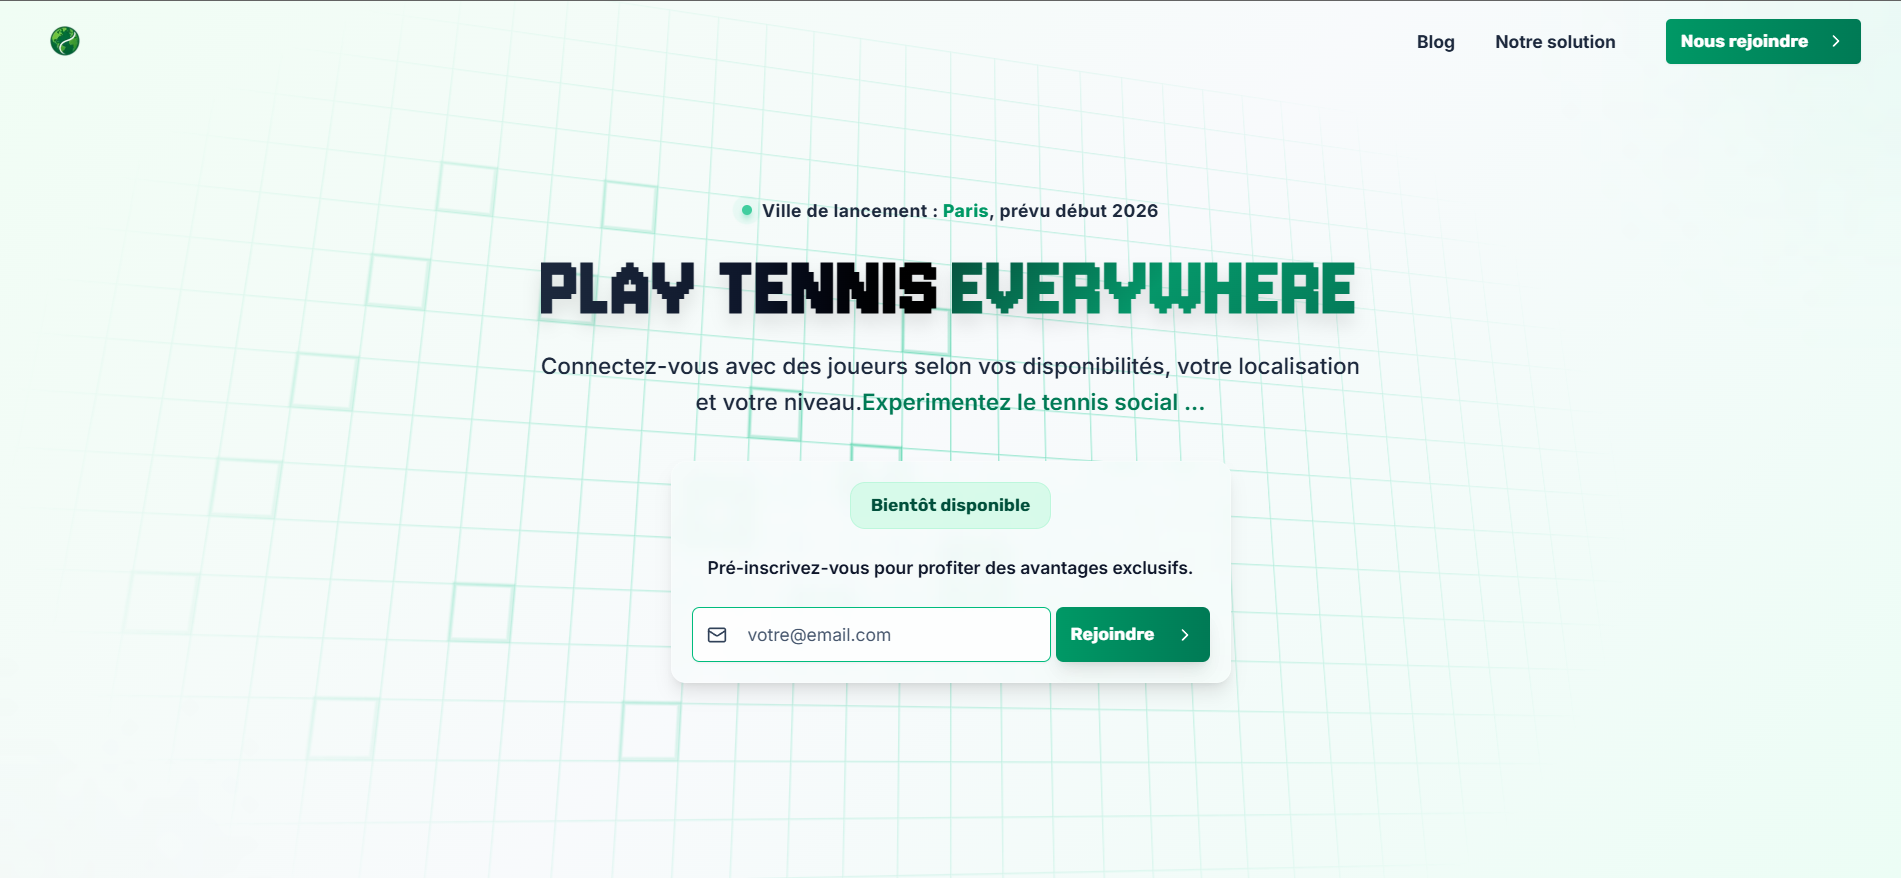 Blog
Notre solution
Nous rejoindre
Ville de lancement : Paris, prévu début 2026
PLAY TENNIS EVERYWHERE
Connectez-vous avec des joueurs selon vos disponibilités, votre localisation
et votre niveau.Experimentez le tennis social ...
Bientôt disponible
Pré-inscrivez-vous pour profiter des avantages exclusifs.
votre@email.com
Rejoindre